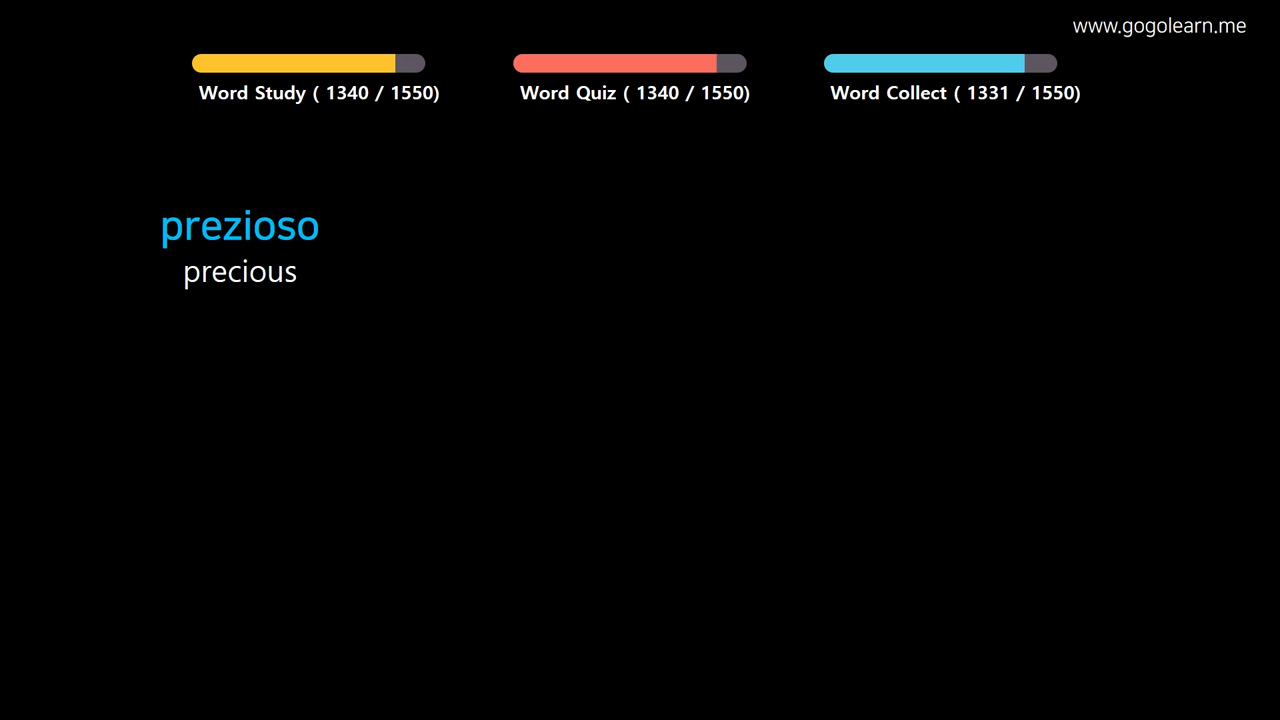 www.gogolearn.me
Word Study ( 1340 / 1550)
Word Quiz ( 1340 / 1550)
Word Collect ( 1331 / 1550)
prezioso
precious